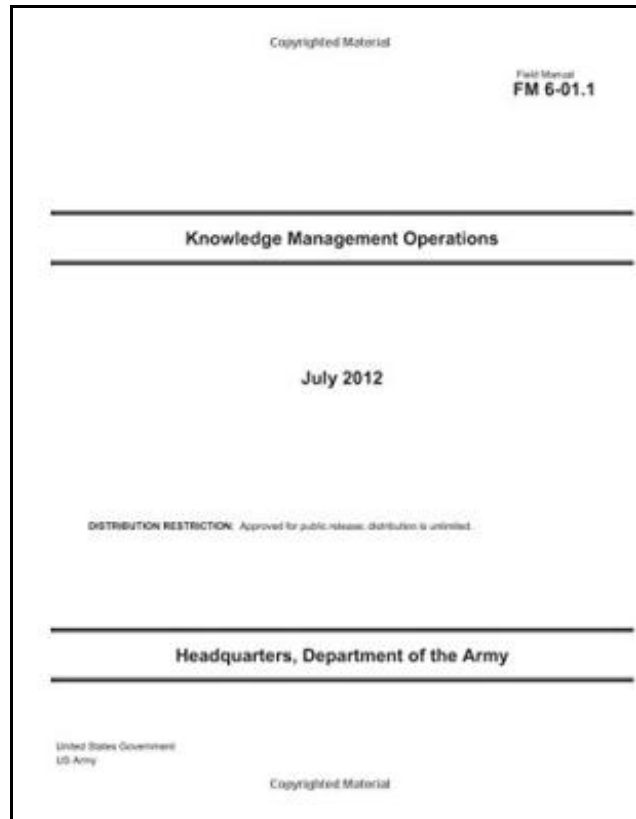 Copyrighted Material
Field Manual
FM 6-01.1
Knowledge Management Operations
July 2012
DISTRIBUTION RESTRICTION: Approved for public release; distribution is unlimited.
Headquarters, Department of the Army
United States Government
US Army
Copyrighted Material